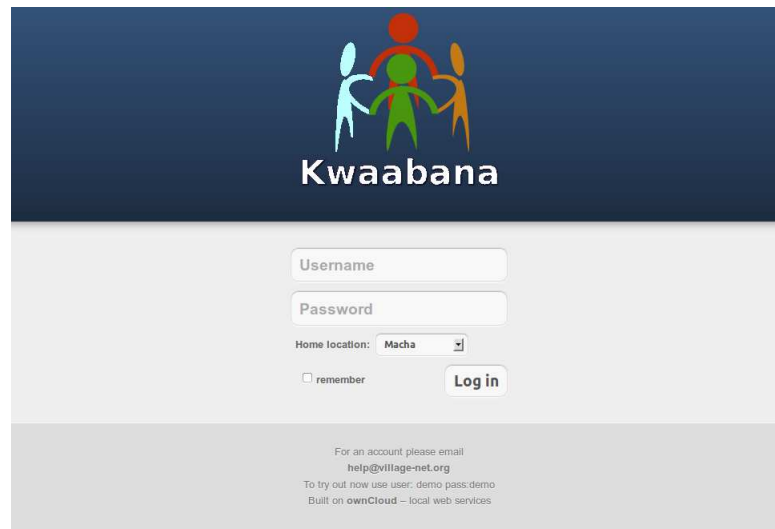 Kwaabana
Username
Password
Home location: Macha
remember Log in
For an account please email
help@village-net.org
To try out now use user: demo pass:demo
Built on ownCloud – local web services